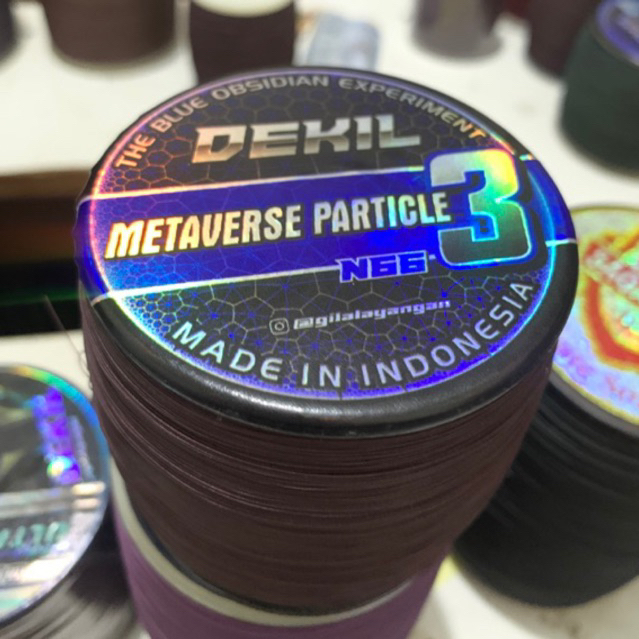 THE BLUE OBSIDIAN EXPERIMENT
DEKIL
METAVERSE PARTICLE 3
N66
@gilalayangan
MADE IN INDONESIA